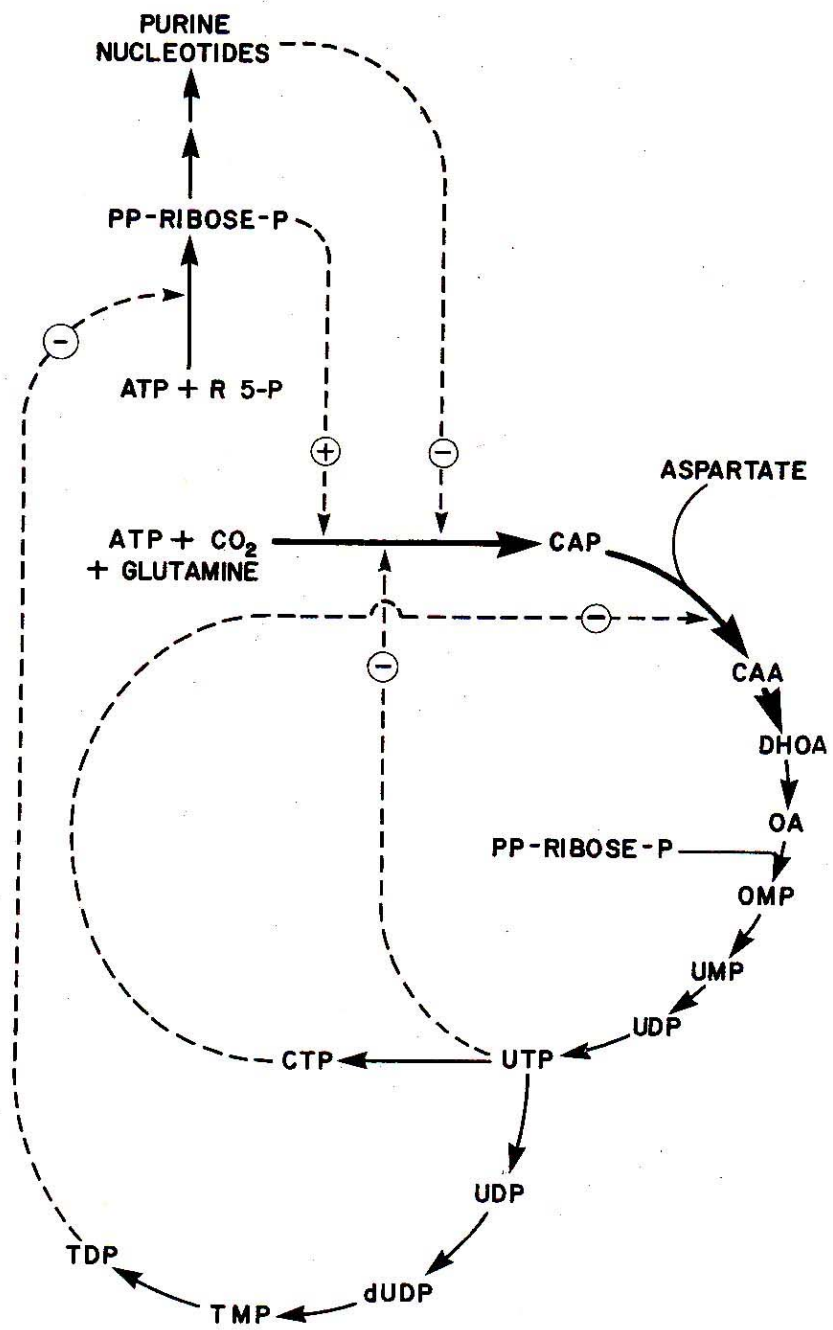 PURINE
NUCLEOTIDES
PP-RIBOSE-P
−
ATP + R 5-P
+
−
ASPARTATE
ATP + CO₂
+ GLUTAMINE
CAP
−
−
CAA
DHOA
OA
PP-RIBOSE-P
OMP
UMP
UDP
CTP
UTP
UDP
TDP
dUDP
TMP